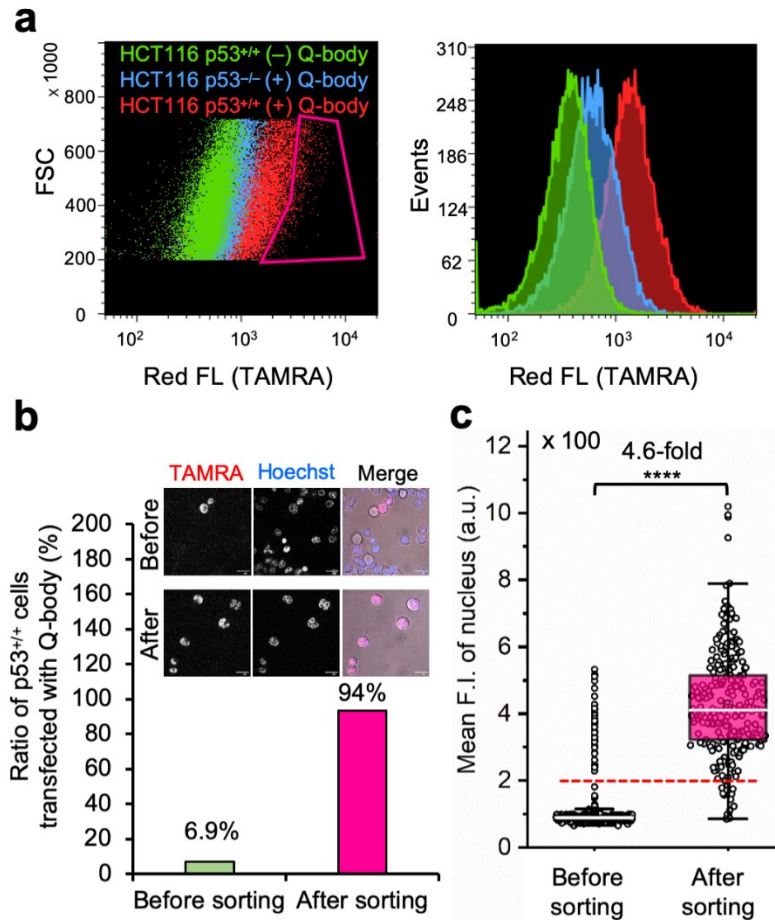 a
HCT116 p53⁺/⁺ (–) Q-body
HCT116 p53⁻/⁻ (+) Q-body
HCT116 p53⁺/⁺ (+) Q-body
x 1000
FSC
800
600
400
200
0
10² 10³ 10⁴
Red FL (TAMRA)
Events
310
248
186
124
62
0
10² 10³ 10⁴
Red FL (TAMRA)
b
TAMRA Hoechst Merge
Before
After
Ratio of p53⁺/⁺ cells
transfected with Q-body (%)
200
180
160
140
120
100
80
60
40
20
0
6.9%
94%
Before sorting After sorting
c
x 100
4.6-fold
****
Mean F.I. of nucleus (a.u.)
12
10
8
6
4
2
0
Before
sorting
After
sorting